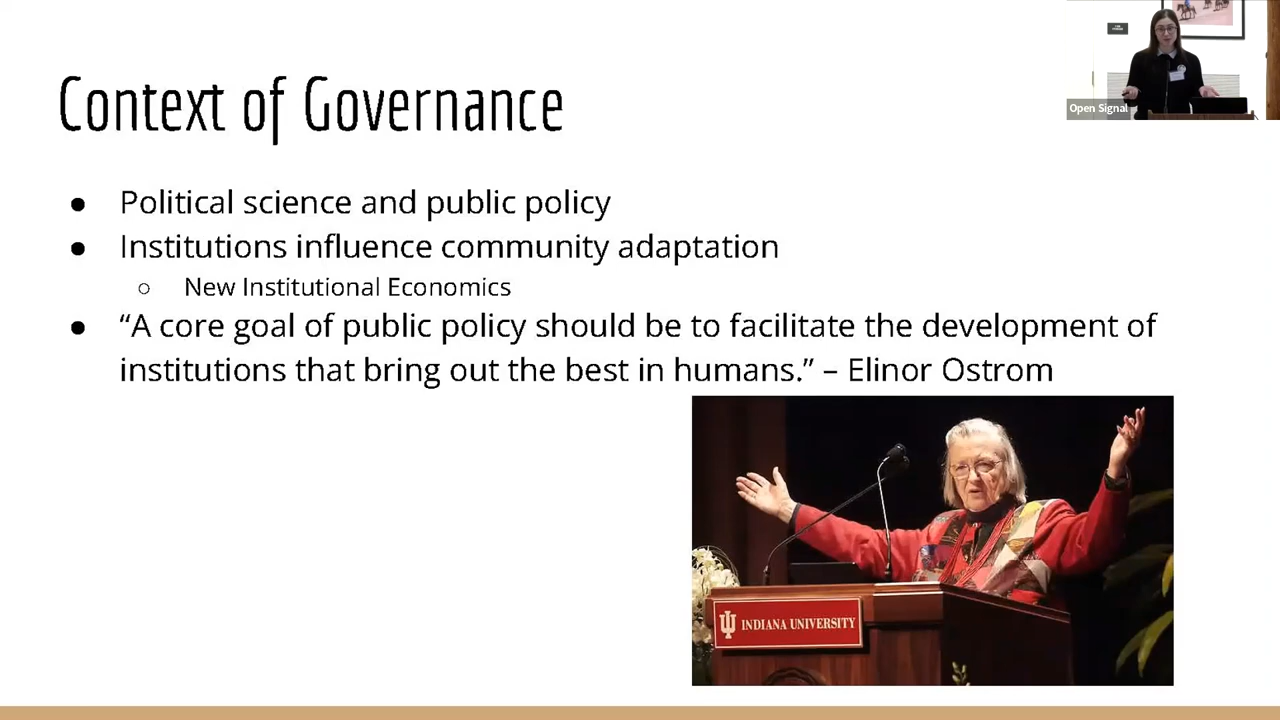 Context of Governance
Open Signal
● Political science and public policy
● Institutions influence community adaptation
○ New Institutional Economics
● “A core goal of public policy should be to facilitate the development of
institutions that bring out the best in humans.” – Elinor Ostrom
INDIANA UNIVERSITY